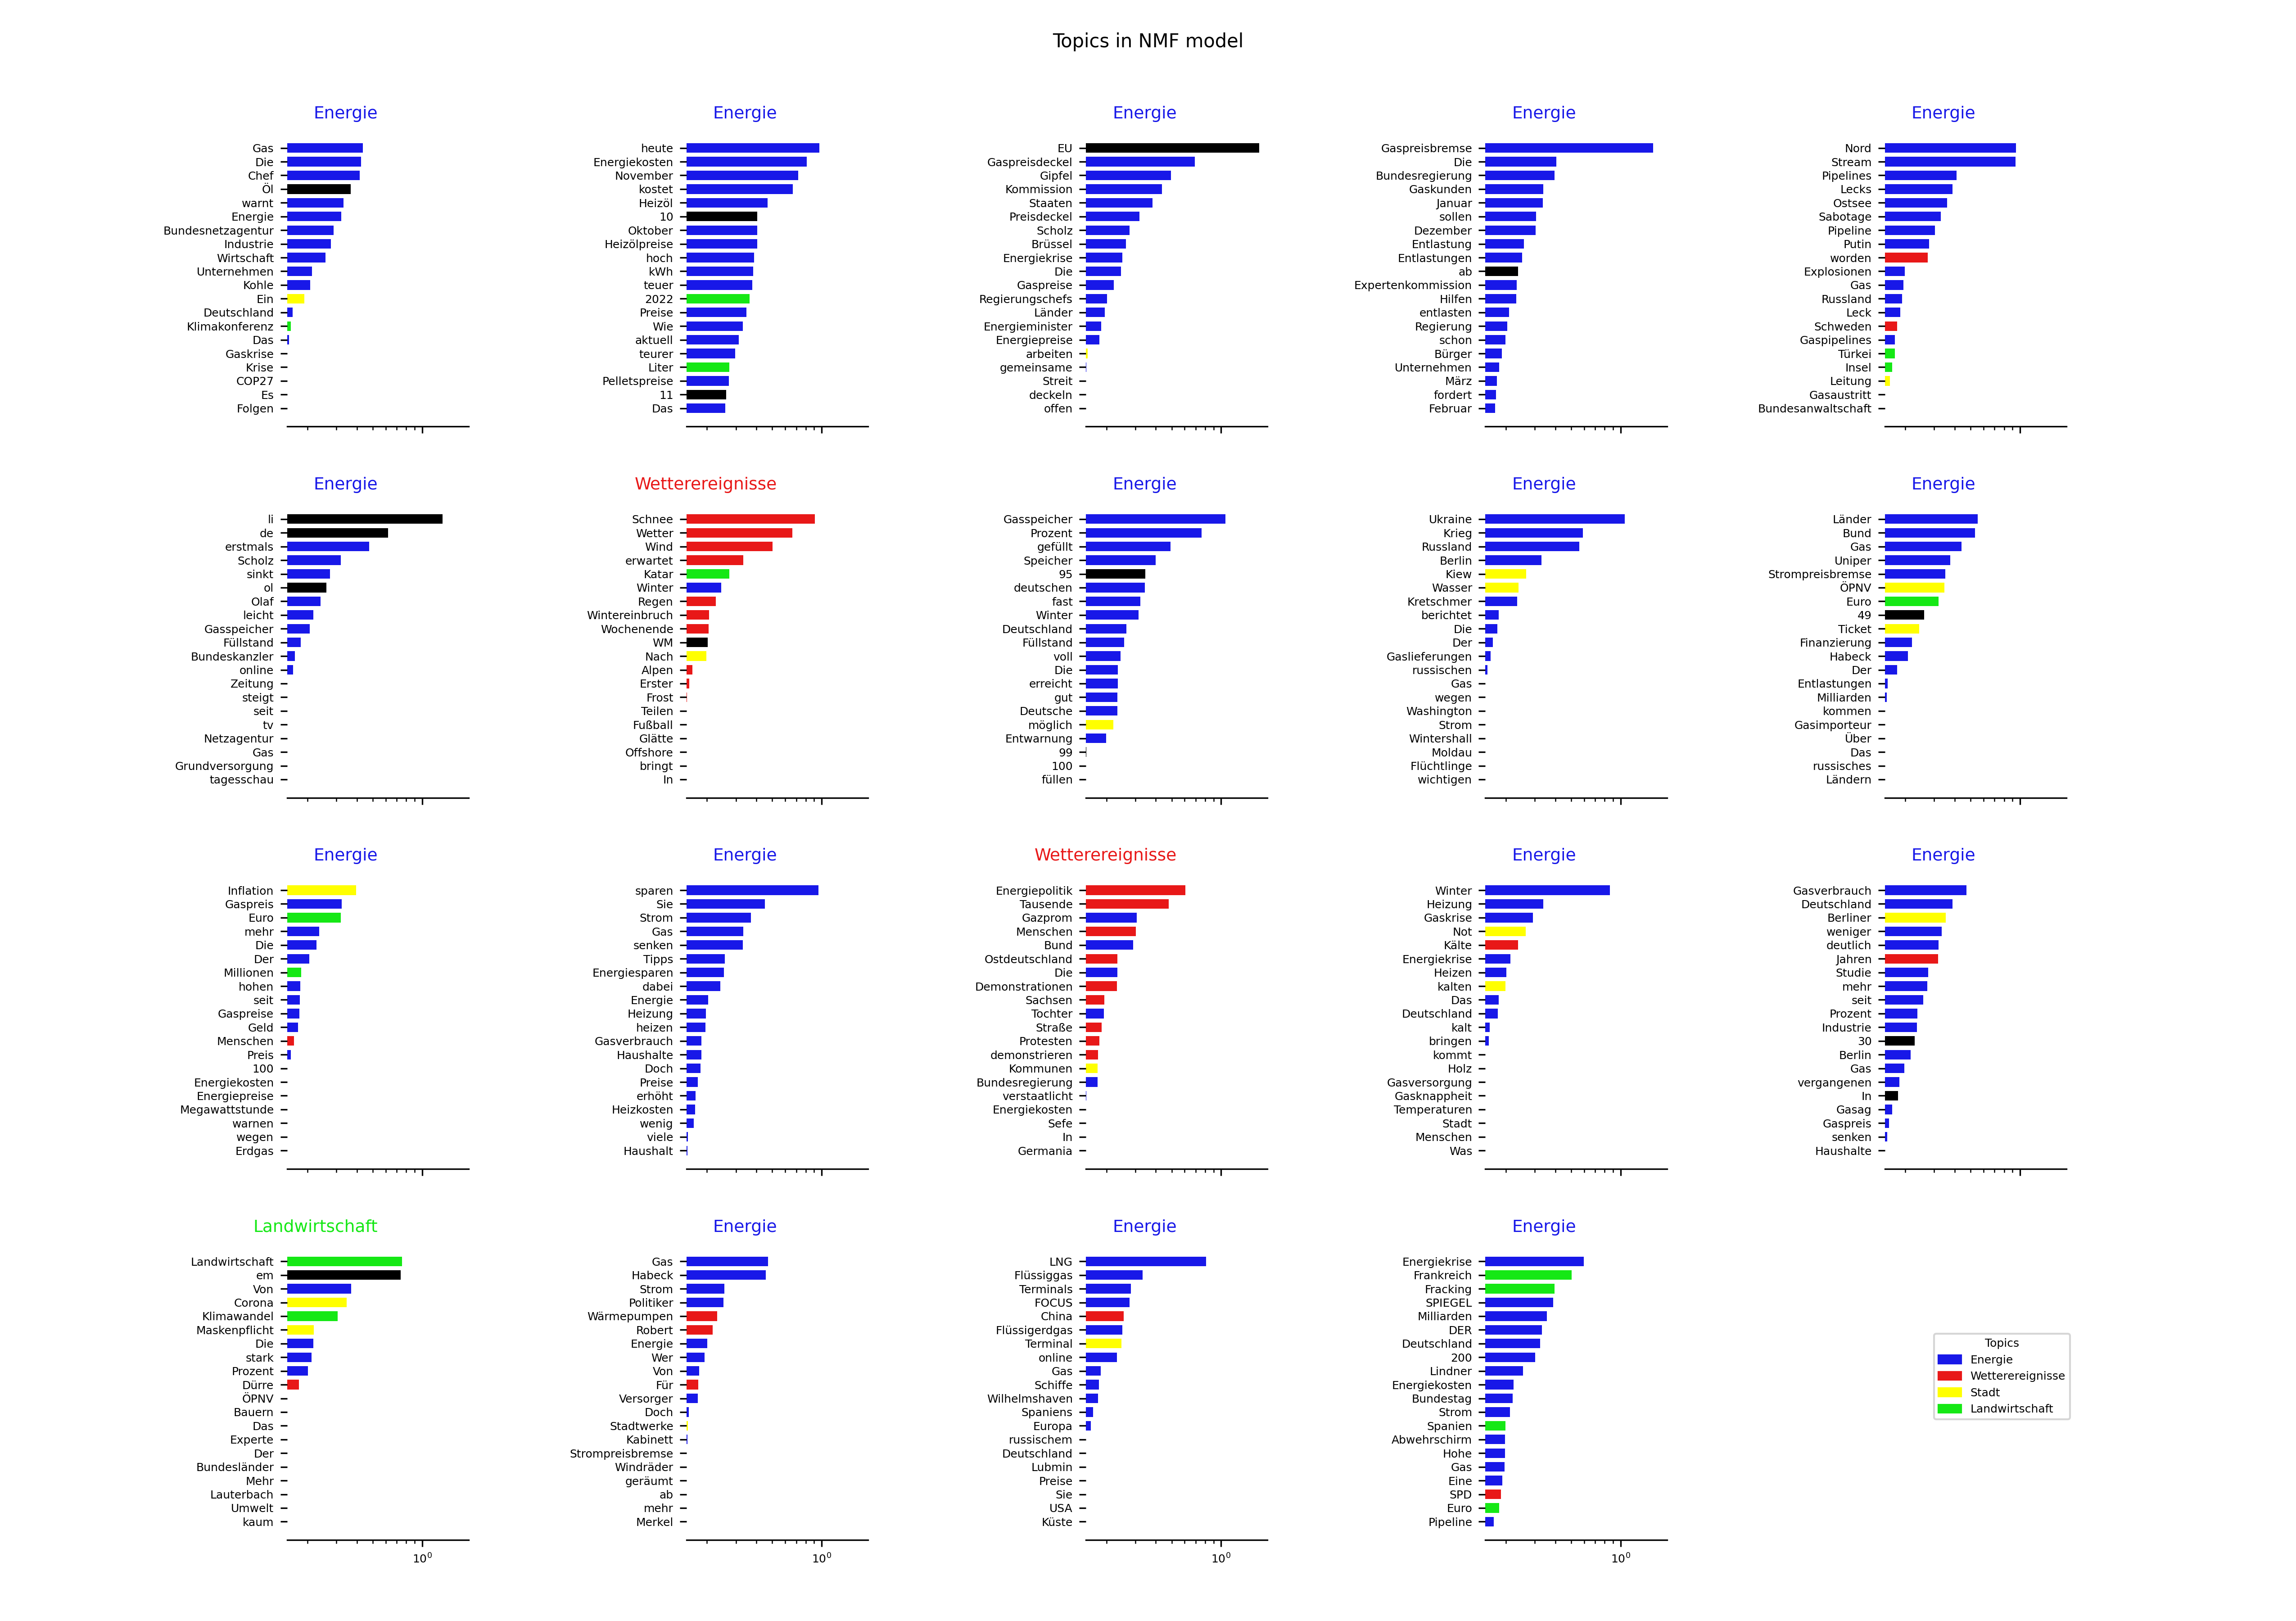 Topics in NMF model
Energie
Gas
Die
Chef
Öl
warnt
Energie
Bundesnetzagentur
Industrie
Wirtschaft
Unternehmen
Kohle
Ein
Deutschland
Klimakonferenz
Das
Gaskrise
Krise
COP27
Es
Folgen
Energie
heute
Energiekosten
November
kostet
Heizöl
10
Oktober
Heizölpreise
hoch
kWh
teuer
2022
Preise
Wie
aktuell
teurer
Liter
Pelletspreise
11
Das
Energie
EU
Gaspreisdeckel
Gipfel
Kommission
Staaten
Preisdeckel
Scholz
Brüssel
Energiekrise
Die
Gaspreise
Regierungschefs
Länder
Energieminister
Energiepreise
arbeiten
gemeinsame
Streit
deckeln
offen
Energie
Gaspreisbremse
Die
Bundesregierung
Gaskunden
Januar
sollen
Dezember
Entlastung
Entlastungen
ab
Expertenkommission
Hilfen
entlasten
Regierung
schon
Bürger
Unternehmen
März
fordert
Februar
Energie
Nord
Stream
Pipelines
Lecks
Ostsee
Sabotage
Pipeline
Putin
worden
Explosionen
Gas
Russland
Leck
Schweden
Gaspipelines
Türkei
Insel
Leitung
Gasaustritt
Bundesanwaltschaft
Energie
li
de
erstmals
Scholz
sinkt
ol
Olaf
leicht
Gasspeicher
Füllstand
Bundeskanzler
online
Zeitung
steigt
seit
tv
Netzagentur
Gas
Grundversorgung
tagesschau
Wetterereignisse
Schnee
Wetter
Wind
erwartet
Katar
Winter
Regen
Wintereinbruch
Wochenende
WM
Nach
Alpen
Erster
Frost
Teilen
Fußball
Glätte
Offshore
bringt
In
Energie
Gasspeicher
Prozent
gefüllt
Speicher
95
deutschen
fast
Winter
Deutschland
Füllstand
voll
Die
erreicht
gut
Deutsche
möglich
Entwarnung
99
100
füllen
Energie
Ukraine
Krieg
Russland
Berlin
Kiew
Wasser
Kretschmer
berichtet
Die
Der
Gaslieferungen
russischen
Gas
wegen
Washington
Strom
Wintershall
Moldau
Flüchtlinge
wichtigen
Energie
Länder
Bund
Gas
Uniper
Strompreisbremse
ÖPNV
Euro
49
Ticket
Finanzierung
Habeck
Der
Entlastungen
Milliarden
kommen
Gasimporteur
Über
Das
russisches
Ländern
Energie
Inflation
Gaspreis
Euro
mehr
Die
Der
Millionen
hohen
seit
Gaspreise
Geld
Menschen
Preis
100
Energiekosten
Energiepreise
Megawattstunde
warnen
wegen
Erdgas
Energie
sparen
Sie
Strom
Gas
senken
Tipps
Energiesparen
dabei
Energie
Heizung
heizen
Gasverbrauch
Haushalte
Doch
Preise
erhöht
Heizkosten
wenig
viele
Haushalt
Wetterereignisse
Energiepolitik
Tausende
Gazprom
Menschen
Bund
Ostdeutschland
Die
Demonstrationen
Sachsen
Tochter
Straße
Protesten
demonstrieren
Kommunen
Bundesregierung
verstaatlicht
Energiekosten
Sefe
In
Germania
Energie
Winter
Heizung
Gaskrise
Not
Kälte
Energiekrise
Heizen
kalten
Das
Deutschland
kalt
bringen
kommt
Holz
Gasversorgung
Gasknappheit
Temperaturen
Stadt
Menschen
Was
Energie
Gasverbrauch
Deutschland
Berliner
weniger
deutlich
Jahren
Studie
mehr
seit
Prozent
Industrie
30
Berlin
Gas
vergangenen
In
Gasag
Gaspreis
senken
Haushalte
Landwirtschaft
Landwirtschaft
em
Von
Corona
Klimawandel
Maskenpflicht
Die
stark
Prozent
Dürre
ÖPNV
Bauern
Das
Experte
Der
Bundesländer
Mehr
Lauterbach
Umwelt
kaum
10⁰
Energie
Gas
Habeck
Strom
Politiker
Wärmepumpen
Robert
Energie
Wer
Von
Für
Versorger
Doch
Stadtwerke
Kabinett
Strompreisbremse
Windräder
geräumt
ab
mehr
Merkel
10⁰
Energie
LNG
Flüssiggas
Terminals
FOCUS
China
Flüssigerdgas
Terminal
online
Gas
Schiffe
Wilhelmshaven
Spaniens
Europa
russischem
Deutschland
Lubmin
Preise
Sie
USA
Küste
10⁰
Energie
Energiekrise
Frankreich
Fracking
SPIEGEL
Milliarden
DER
Deutschland
200
Lindner
Energiekosten
Bundestag
Strom
Spanien
Abwehrschirm
Hohe
Gas
Eine
SPD
Euro
Pipeline
10⁰
Topics
Energie
Wetterereignisse
Stadt
Landwirtschaft